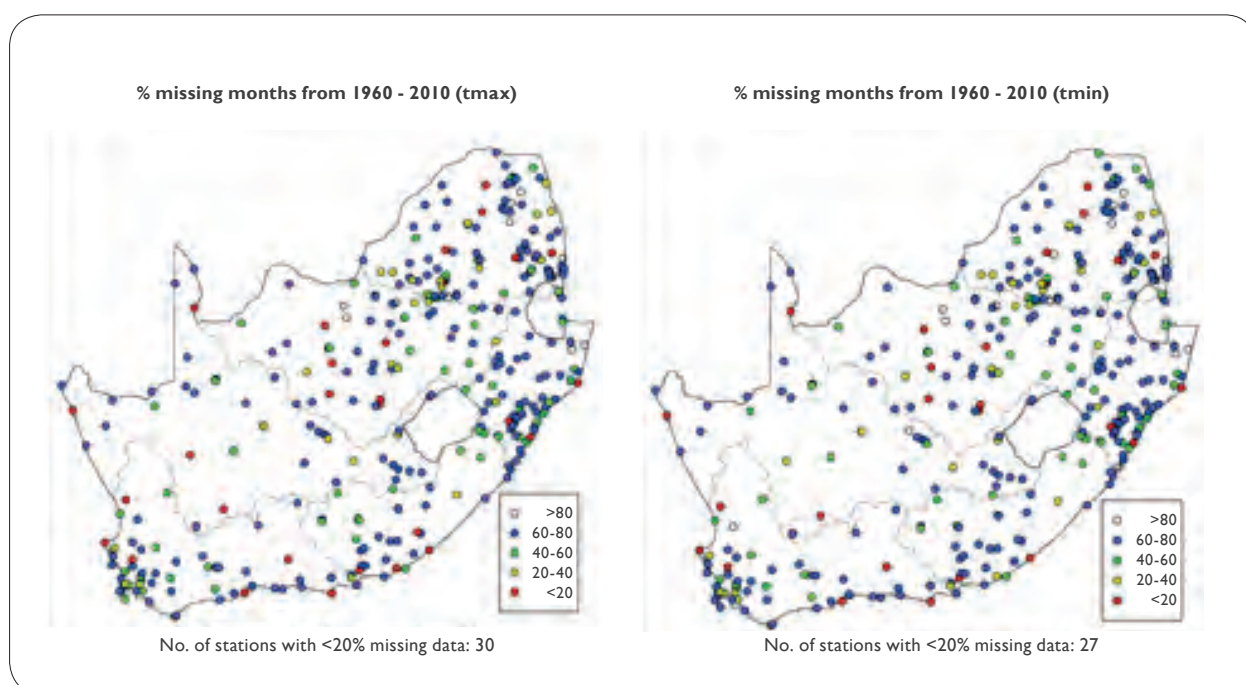 % missing months from 1960 - 2010 (tmax)
>80
60-80
40-60
20-40
<20
No. of stations with <20% missing data: 30
% missing months from 1960 - 2010 (tmin)
>80
60-80
40-60
20-40
<20
No. of stations with <20% missing data: 27